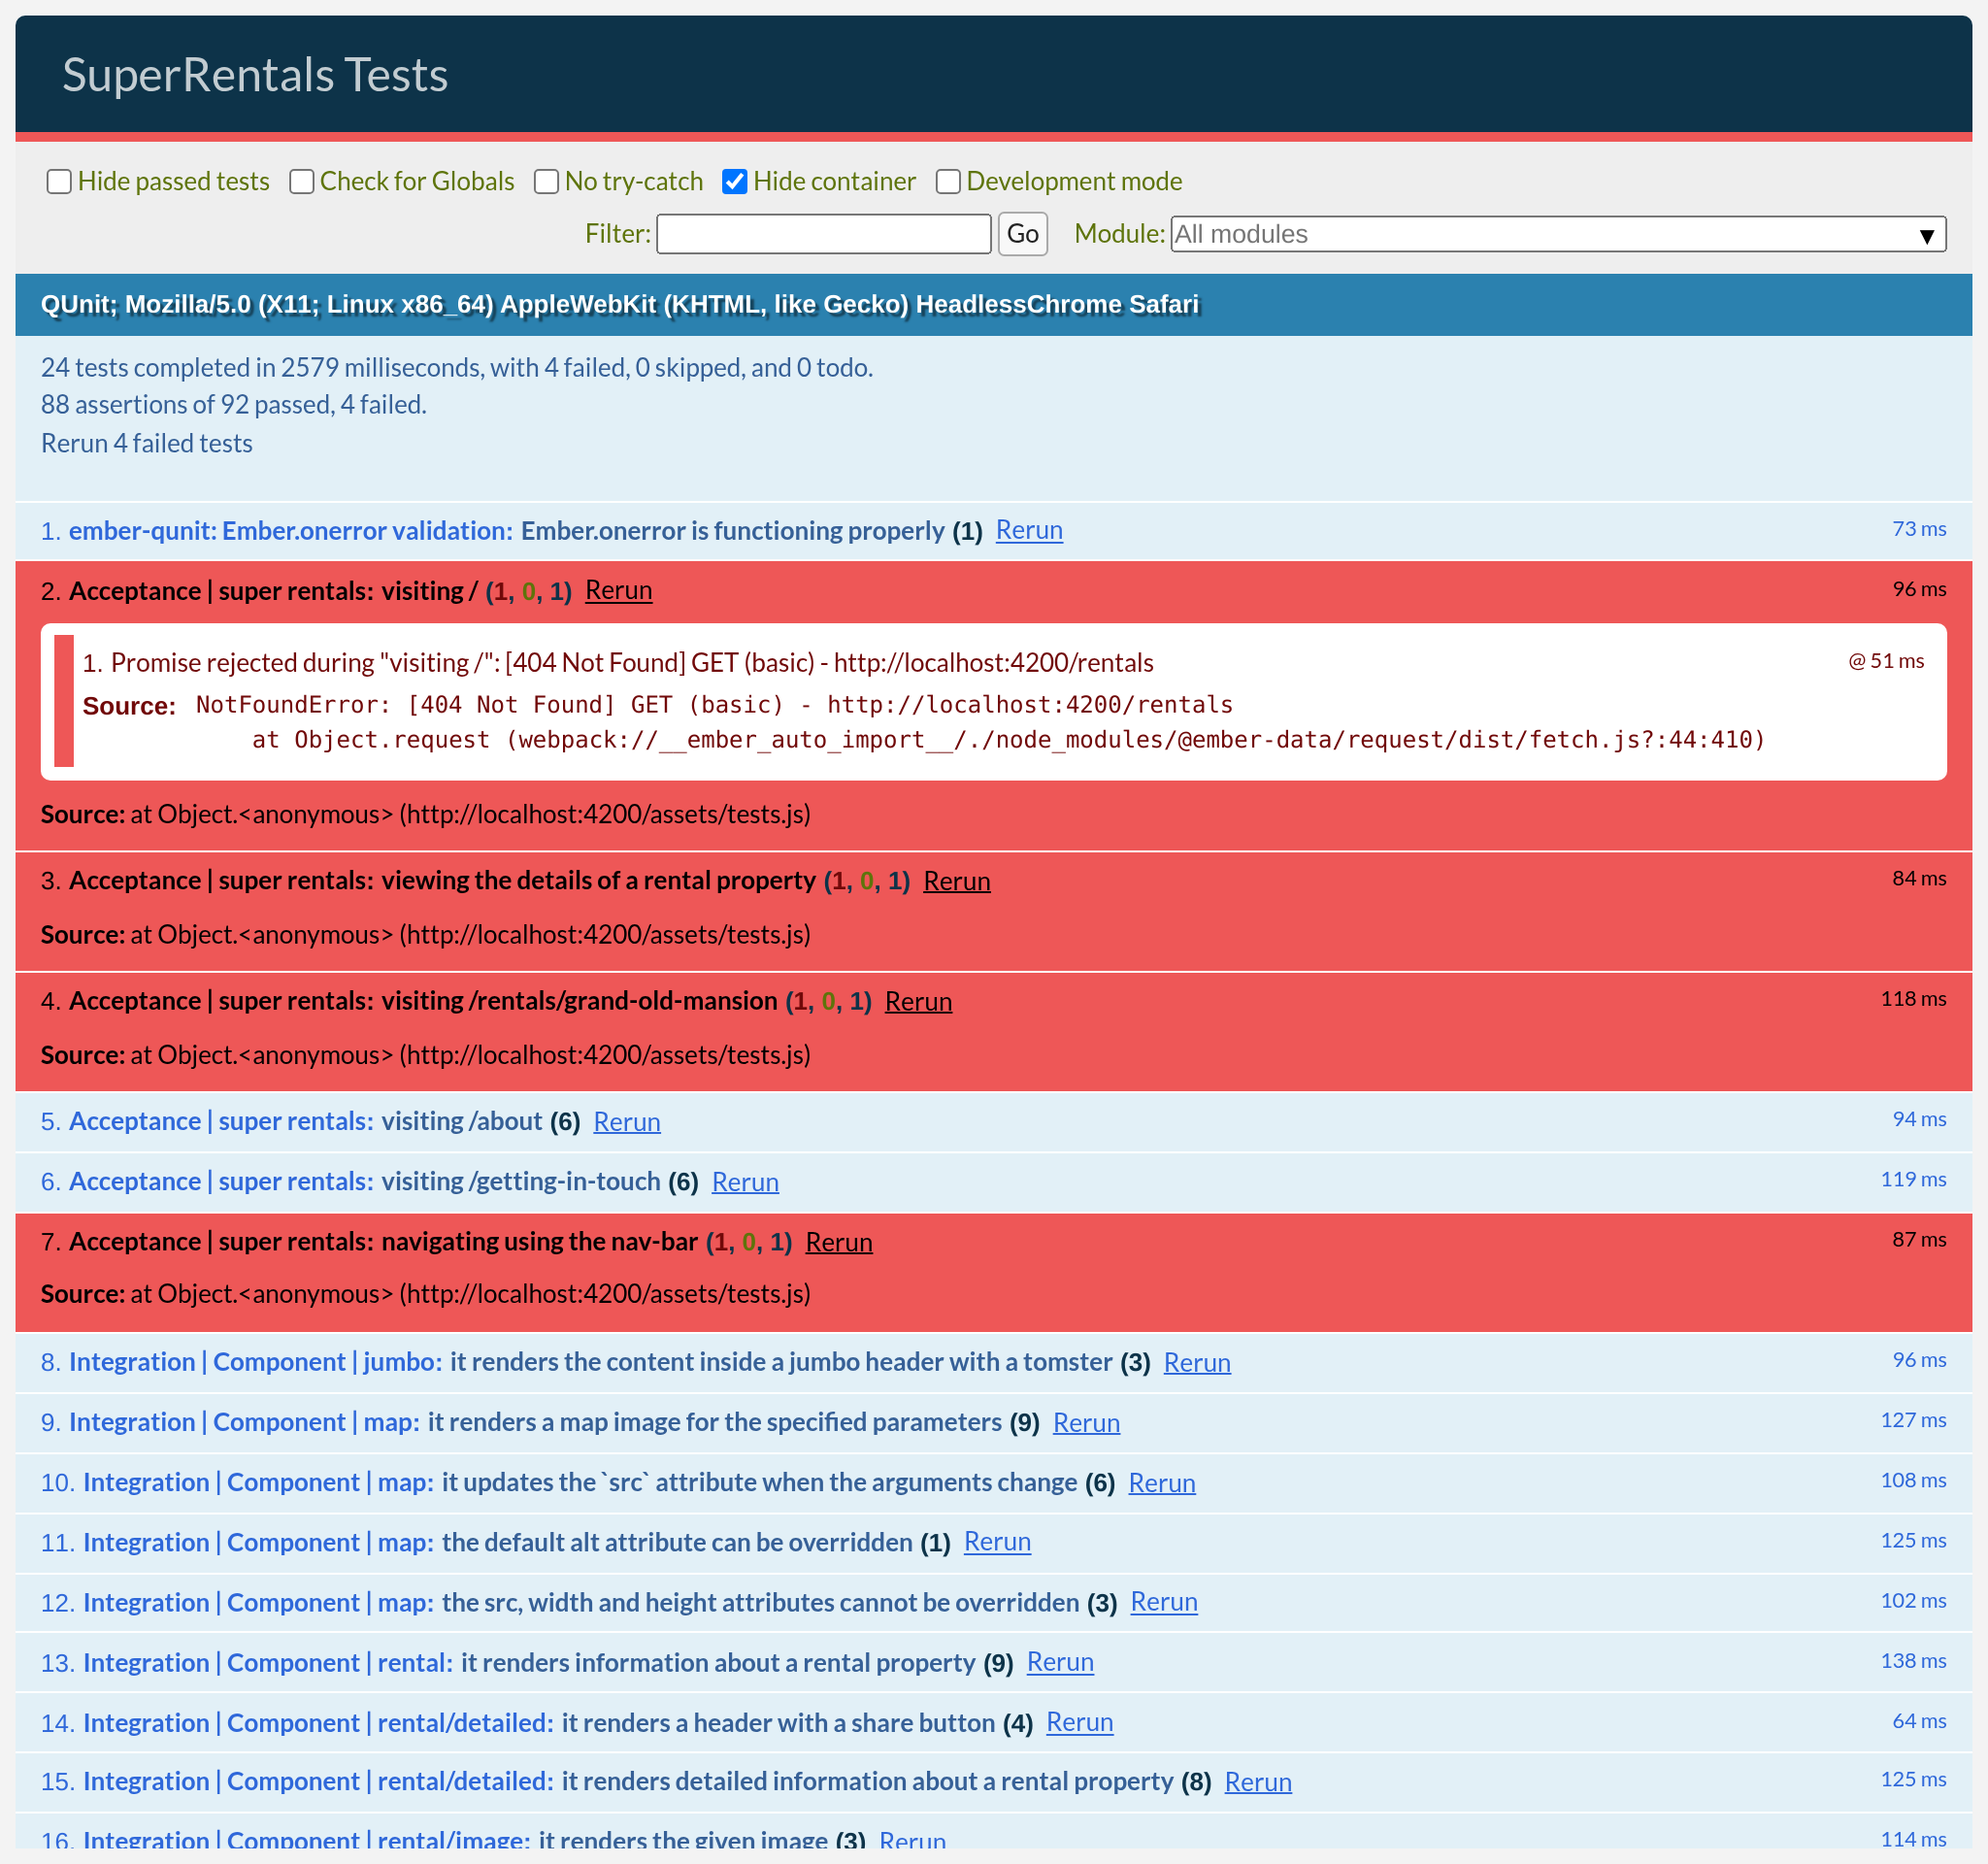 SuperRentals Tests
Hide passed tests Check for Globals No try-catch Hide container Development mode
Filter: Go Module: All modules ▼
QUnit; Mozilla/5.0 (X11; Linux x86_64) AppleWebKit (KHTML, like Gecko) HeadlessChrome Safari
24 tests completed in 2579 milliseconds, with 4 failed, 0 skipped, and 0 todo.
88 assertions of 92 passed, 4 failed.
Rerun 4 failed tests
1. ember-qunit: Ember.onerror validation: Ember.onerror is functioning properly (1) Rerun 73 ms
2. Acceptance | super rentals: visiting / (1, 0, 1) Rerun 96 ms
1. Promise rejected during "visiting /": [404 Not Found] GET (basic) - http://localhost:4200/rentals @ 51 ms
Source: NotFoundError: [404 Not Found] GET (basic) - http://localhost:4200/rentals
at Object.request (webpack://__ember_auto_import__/./node_modules/@ember-data/request/dist/fetch.js?:44:410)
Source: at Object.<anonymous> (http://localhost:4200/assets/tests.js)
3. Acceptance | super rentals: viewing the details of a rental property (1, 0, 1) Rerun 84 ms
Source: at Object.<anonymous> (http://localhost:4200/assets/tests.js)
4. Acceptance | super rentals: visiting /rentals/grand-old-mansion (1, 0, 1) Rerun 118 ms
Source: at Object.<anonymous> (http://localhost:4200/assets/tests.js)
5. Acceptance | super rentals: visiting /about (6) Rerun 94 ms
6. Acceptance | super rentals: visiting /getting-in-touch (6) Rerun 119 ms
7. Acceptance | super rentals: navigating using the nav-bar (1, 0, 1) Rerun 87 ms
Source: at Object.<anonymous> (http://localhost:4200/assets/tests.js)
8. Integration | Component | jumbo: it renders the content inside a jumbo header with a tomster (3) Rerun 96 ms
9. Integration | Component | map: it renders a map image for the specified parameters (9) Rerun 127 ms
10. Integration | Component | map: it updates the `src` attribute when the arguments change (6) Rerun 108 ms
11. Integration | Component | map: the default alt attribute can be overridden (1) Rerun 125 ms
12. Integration | Component | map: the src, width and height attributes cannot be overridden (3) Rerun 102 ms
13. Integration | Component | rental: it renders information about a rental property (9) Rerun 138 ms
14. Integration | Component | rental/detailed: it renders a header with a share button (4) Rerun 64 ms
15. Integration | Component | rental/detailed: it renders detailed information about a rental property (8) Rerun 125 ms
16. Integration | Component | rental/image: it renders the given image (3) Rerun 114 ms